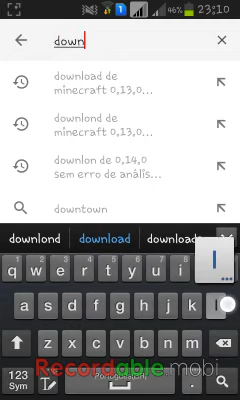 46% 23:10
down
download de
minecraft 0,13,0...
downlond de
minecraft 0,13,0...
downlon de 0,14,0
sem erro de anális...
downtown
downlond download downloads
l
...
q w e r t y u i
a s d f g h j k l
z x c v b n m
123
Sym
Português(BR)
.
Recordable.mobi